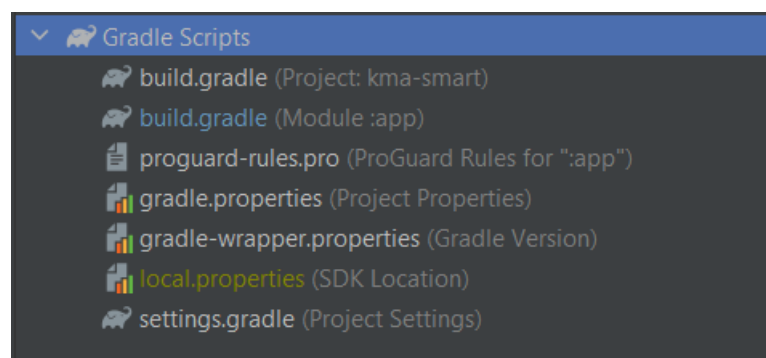 Gradle Scripts
build.gradle (Project: kma-smart)
build.gradle (Module :app)
proguard-rules.pro (ProGuard Rules for ":app")
gradle.properties (Project Properties)
gradle-wrapper.properties (Gradle Version)
local.properties (SDK Location)
settings.gradle (Project Settings)